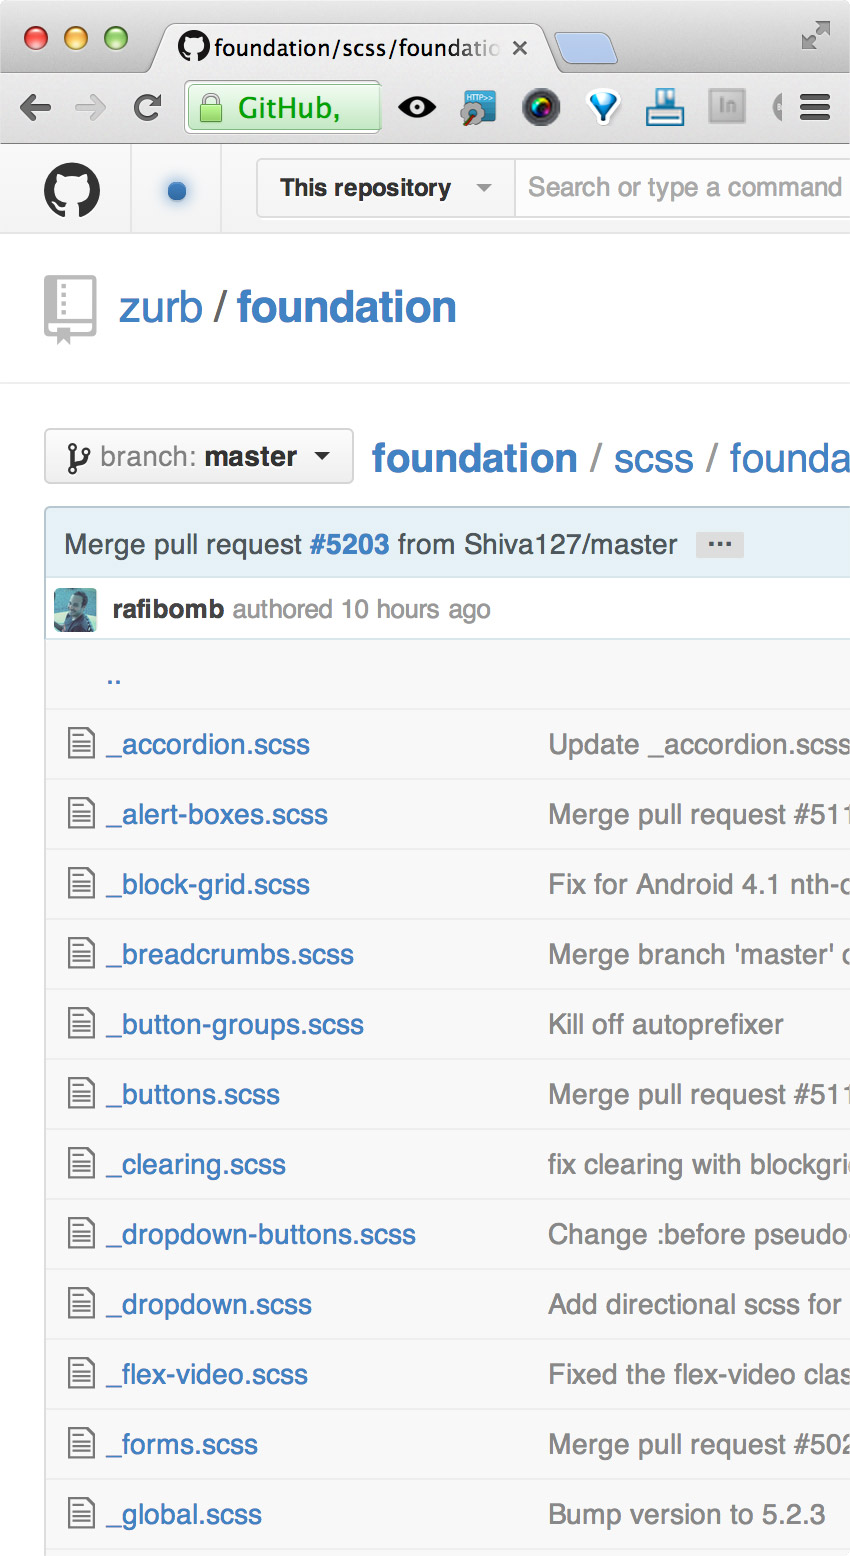 foundation/scss/foundatio
GitHub,
HTTP>>
In
This repository
Search or type a command
zurb / foundation
branch: master
foundation / scss / founda
Merge pull request #5203 from Shiva127/master ...
rafibomb authored 10 hours ago
..
_accordion.scss Update _accordion.scss
_alert-boxes.scss Merge pull request #511
_block-grid.scss Fix for Android 4.1 nth-c
_breadcrumbs.scss Merge branch 'master' o
_button-groups.scss Kill off autoprefixer
_buttons.scss Merge pull request #511
_clearing.scss fix clearing with blockgri
_dropdown-buttons.scss Change :before pseudo-
_dropdown.scss Add directional scss for
_flex-video.scss Fixed the flex-video clas
_forms.scss Merge pull request #502
_global.scss Bump version to 5.2.3